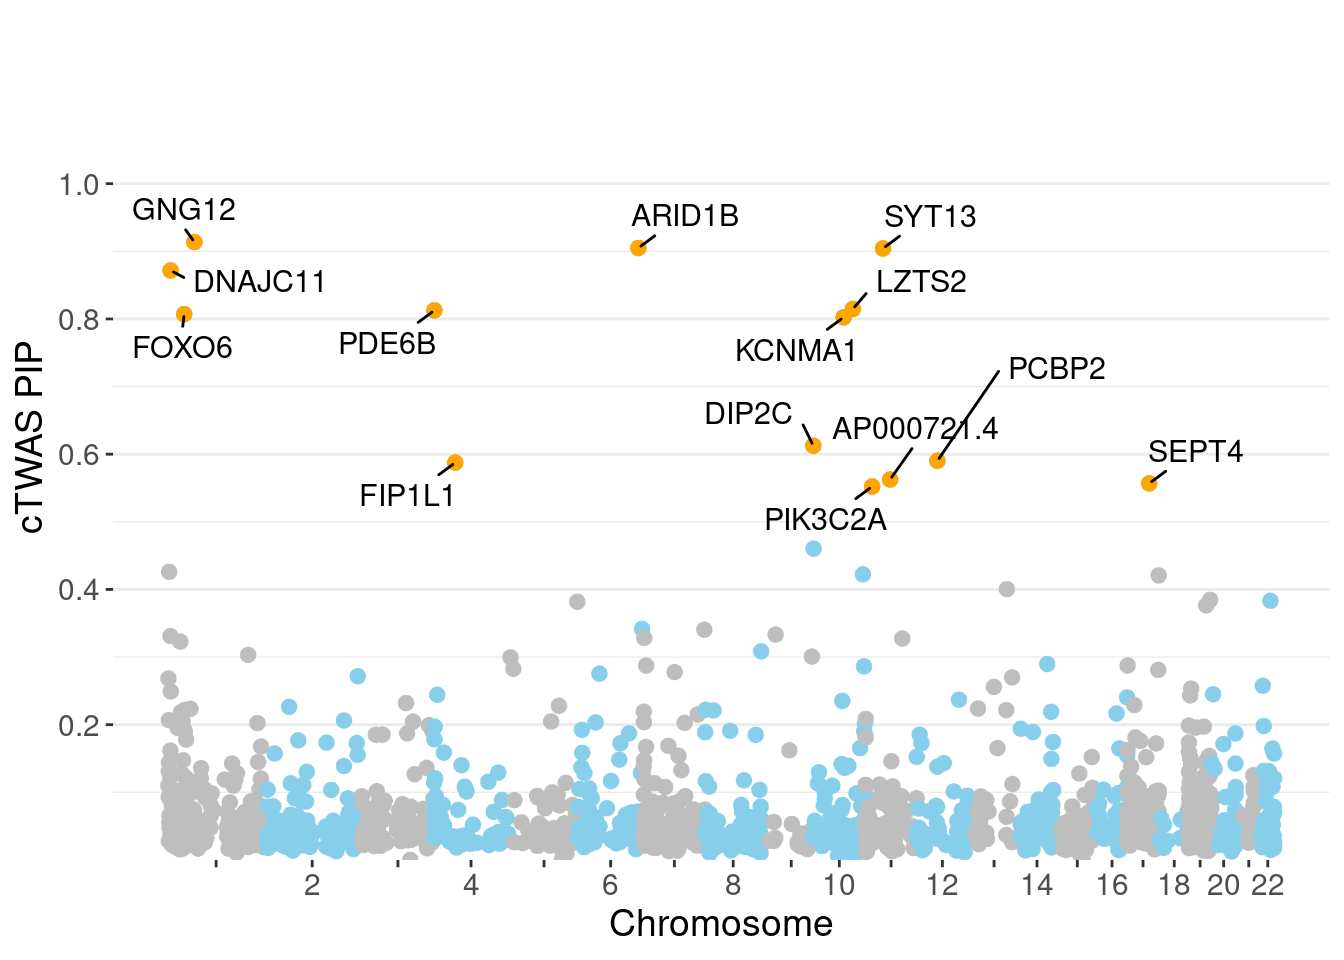 1.0
GNG12
ARID1B
SYT13
DNAJC11
LZTS2
0.8
FOXO6
PDE6B
KCNMA1
PCBP2
DIP2C
AP000721.4
0.6
SEPT4
FIP1L1
PIK3C2A
cTWAS PIP
0.4
0.2
2 4 6 8 10 12 14 16 18 20 22
Chromosome